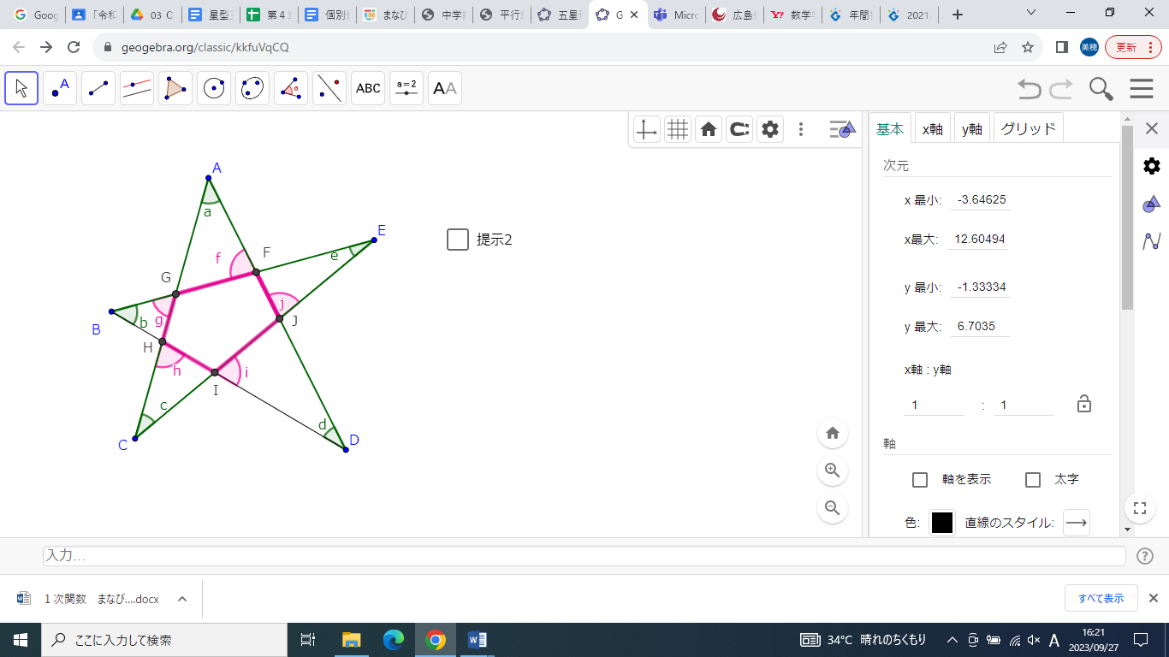 Goog
「令和
03 C
星型
第４
個別
まなび
中学
平行
五星
G
Micro
広島
数学
年間
2021-
geogebra.org/classic/kkfuVqCQ
美穂
更新
A
ABC
a=2
AA
基本 x軸 y軸 グリッド
次元
x 最小: -3.64625
x最大: 12.60494
y 最小: -1.33334
y 最大: 6.7035
x軸 : y軸
1 : 1
軸
軸を表示 太字
色: 直線のスタイル:
提示2
A
a
E
F
f
e
G
j
B
b
g
J
H
h
i
I
c
d
C
D
入力…
１次関数 まなび....docx
すべて表示
ここに入力して検索
34°C 晴れのちくもり
A
16:21
2023/09/27